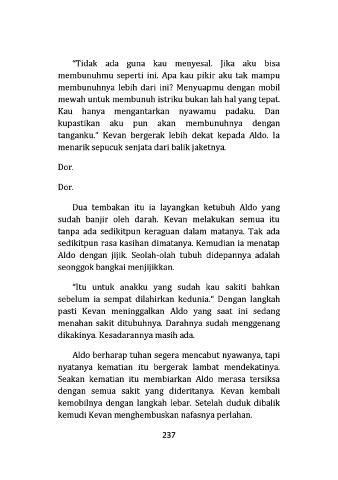 "Tidak ada guna kau menyesal. Jika aku bisa
membunuhmu seperti ini. Apa kau pikir aku tak mampu
membunuhnya lebih dari ini? Menyuapmu dengan mobil
mewah untuk membunuh istriku bukan lah hal yang tepat.
Kau hanya mengantarkan nyawamu padaku. Dan
kupastikan aku pun akan membunuhnya dengan
tanganku." Kevan bergerak lebih dekat kepada Aldo. Ia
menarik sepucuk senjata dari balik jaketnya.
Dor.
Dor.
Dua tembakan itu ia layangkan ketubuh Aldo yang
sudah banjir oleh darah. Kevan melakukan semua itu
tanpa ada sedikitpun keraguan dalam matanya. Tak ada
sedikitpun rasa kasihan dimatanya. Kemudian ia menatap
Aldo dengan jijik. Seolah-olah tubuh didepannya adalah
seonggok bangkai menjijikkan.
"Itu untuk anakku yang sudah kau sakiti bahkan
sebelum ia sempat dilahirkan kedunia." Dengan langkah
pasti Kevan meninggalkan Aldo yang saat ini sedang
menahan sakit ditubuhnya. Darahnya sudah menggenang
dikakinya. Kesadarannya masih ada.
Aldo berharap tuhan segera mencabut nyawanya, tapi
nyatanya kematian itu bergerak lambat mendekatinya.
Seakan kematian itu membiarkan Aldo merasa tersiksa
dengan semua sakit yang dideritanya. Kevan kembali
kemobilnya dengan langkah lebar. Setelah duduk dibalik
kemudi Kevan menghembuskan nafasnya perlahan.
237